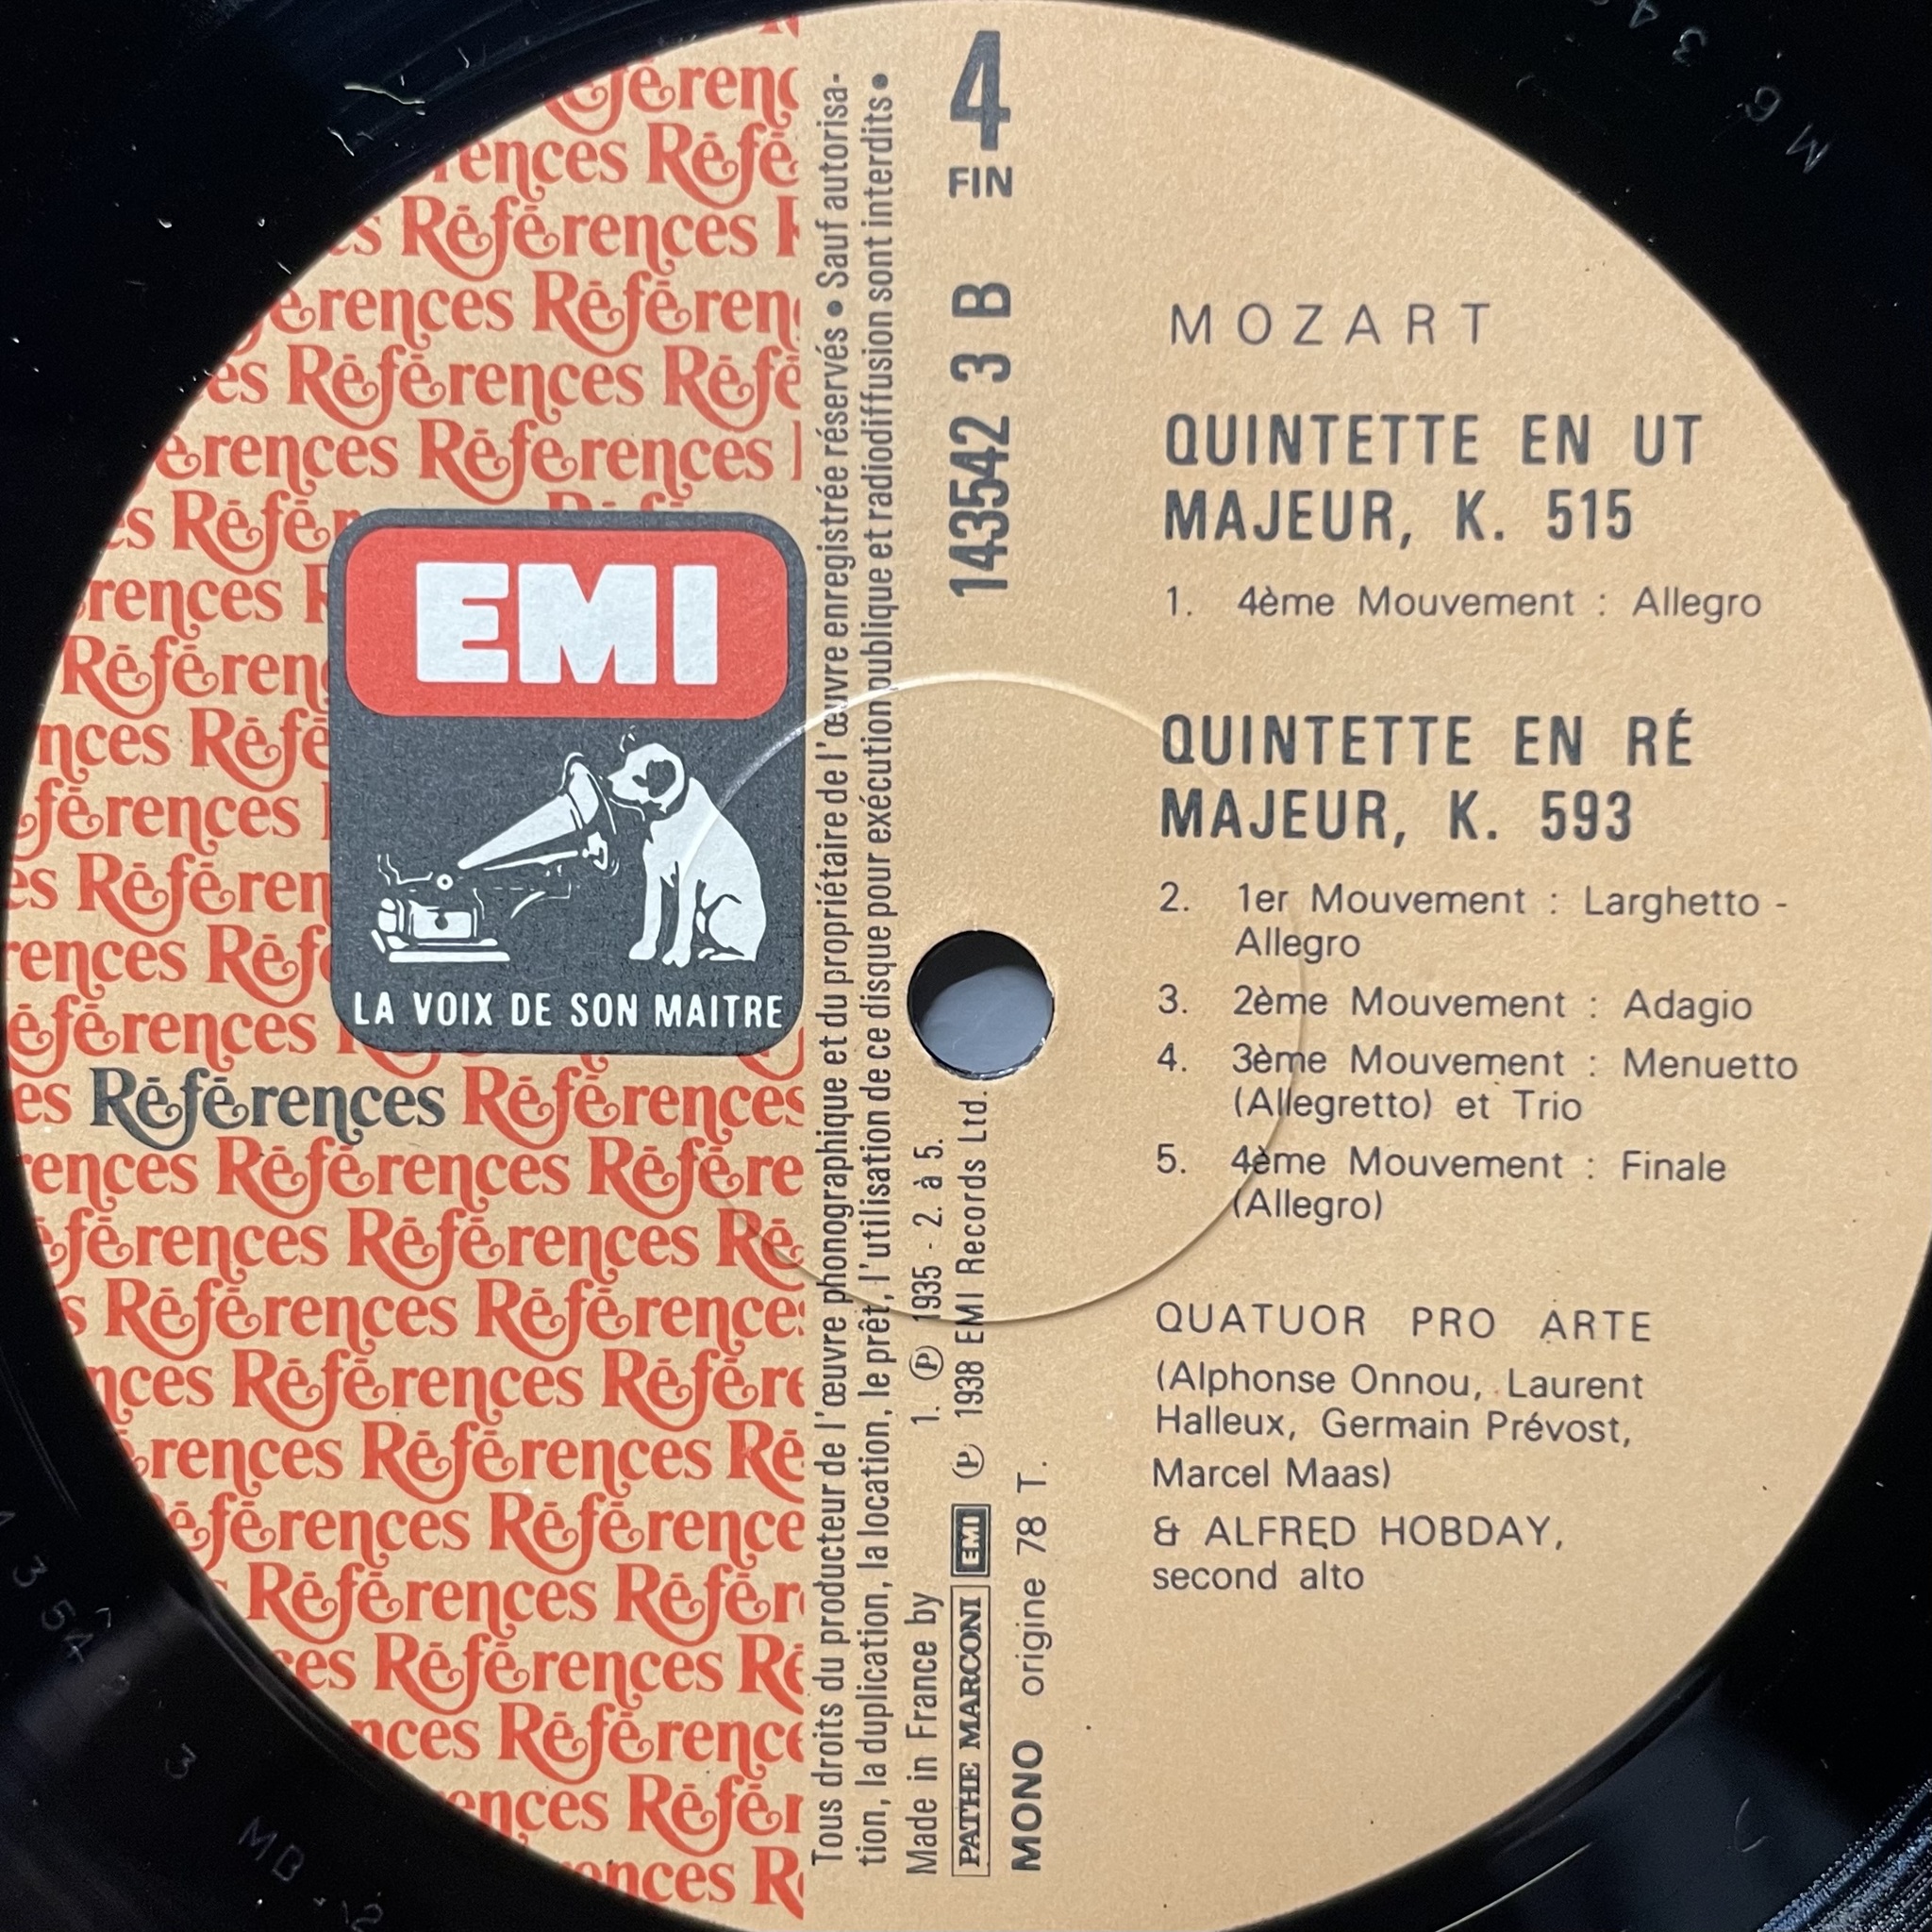 Références
EMI
LA VOIX DE SON MAITRE
Tous droits du producteur de l'œuvre phonographique et du propriétaire de l'œuvre enregistrée réservés • Sauf autorisa-
tion, la duplication, la location, le prêt, l'utilisation de ce disque pour exécution publique et radiodiffusion sont interdits •
Made in France by 1. Ⓟ 1935 - 2. à 5.
PATHE MARCONI EMI Ⓟ 1938 EMI Records Ltd.
MONO origine 78 T.
143542 3 B
4
FIN
MOZART
QUINTETTE EN UT
MAJEUR, K. 515
1. 4ème Mouvement : Allegro
QUINTETTE EN RÉ
MAJEUR, K. 593
2. 1er Mouvement : Larghetto -
Allegro
3. 2ème Mouvement : Adagio
4. 3ème Mouvement : Menuetto
(Allegretto) et Trio
5. 4ème Mouvement : Finale
(Allegro)
QUATUOR PRO ARTE
(Alphonse Onnou, Laurent
Halleux, Germain Prévost,
Marcel Maas)
& ALFRED HOBDAY,
second alto